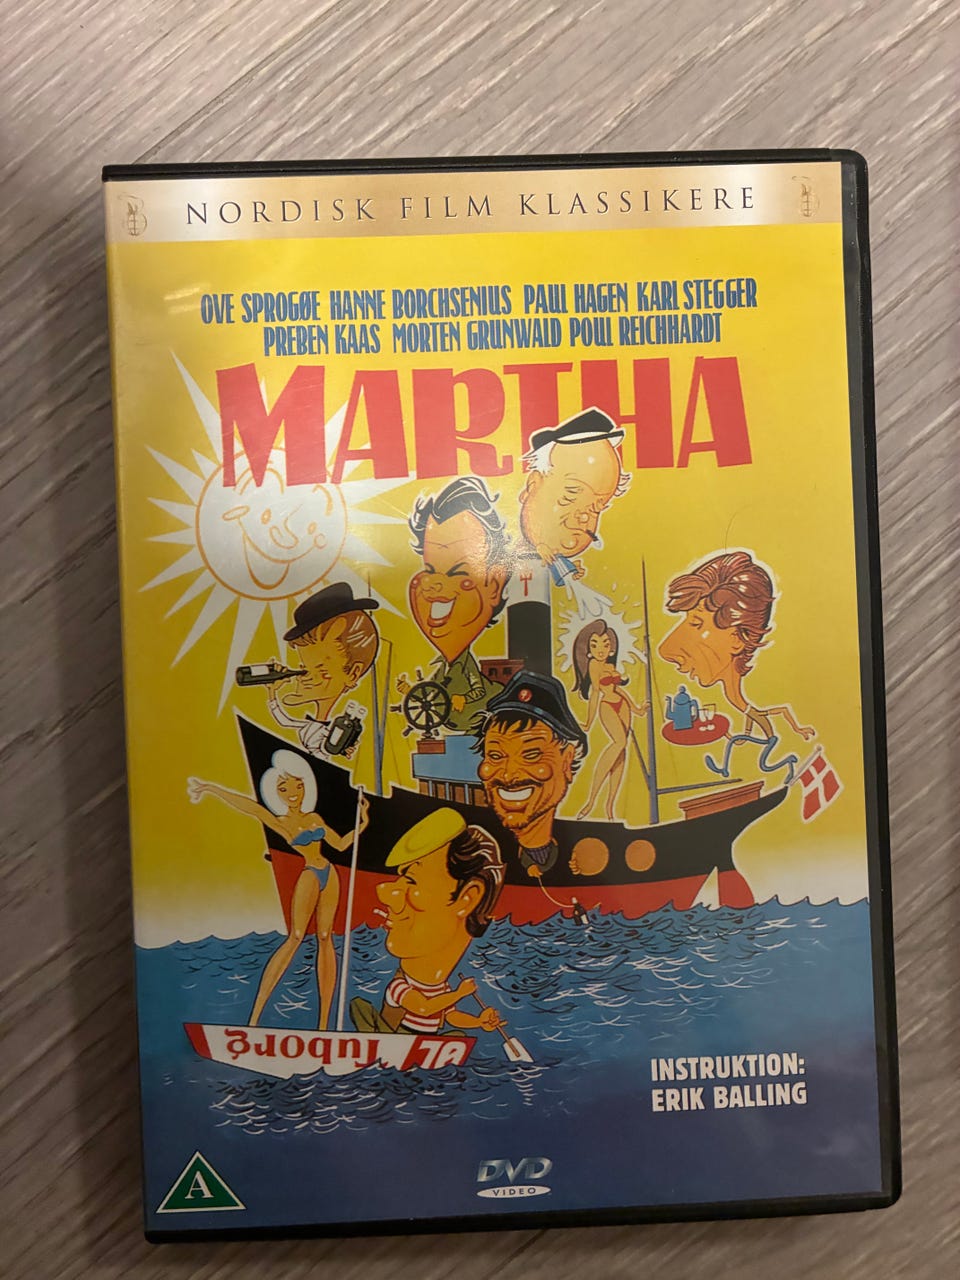 NORDISK FILM KLASSIKERE
OVE SPROGØE HANNE BORCHSENIUS PAUL HAGEN KARL STEGGER
PREBEN KAAS MORTEN GRUNWALD POUL REICHHARDT
MARTHA
Tuborg
ØL
INSTRUKTION:
ERIK BALLING
A
DVD
VIDEO